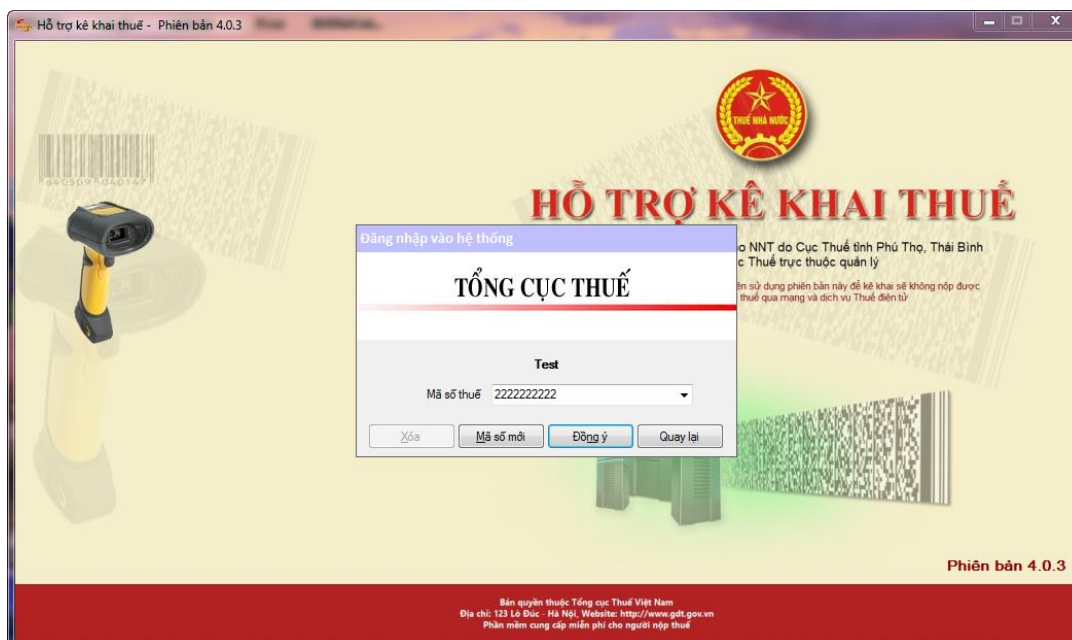 Hỗ trợ kê khai thuế - Phiên bản 4.0.3
THUẾ NHÀ NƯỚC
640509 040147
HỖ TRỢ KÊ KHAI THUẾ
NNT do Cục Thuế tỉnh Phú Thọ, Thái Bình
Thuế trực thuộc quản lý
sử dụng phiên bản này để kê khai sẽ không nộp được
thuế qua mạng và dịch vụ Thuế điện tử
Đăng nhập vào hệ thống
TỔNG CỤC THUẾ
Test
Mã số thuế 2222222222
Xóa Mã số mới Đồng ý Quay lại
Phiên bản 4.0.3
Bản quyền thuộc Tổng cục Thuế Việt Nam
Địa chỉ: 123 Lò Đúc - Hà Nội, Website: http://www.gdt.gov.vn
Phần mềm cung cấp miễn phí cho người nộp thuế